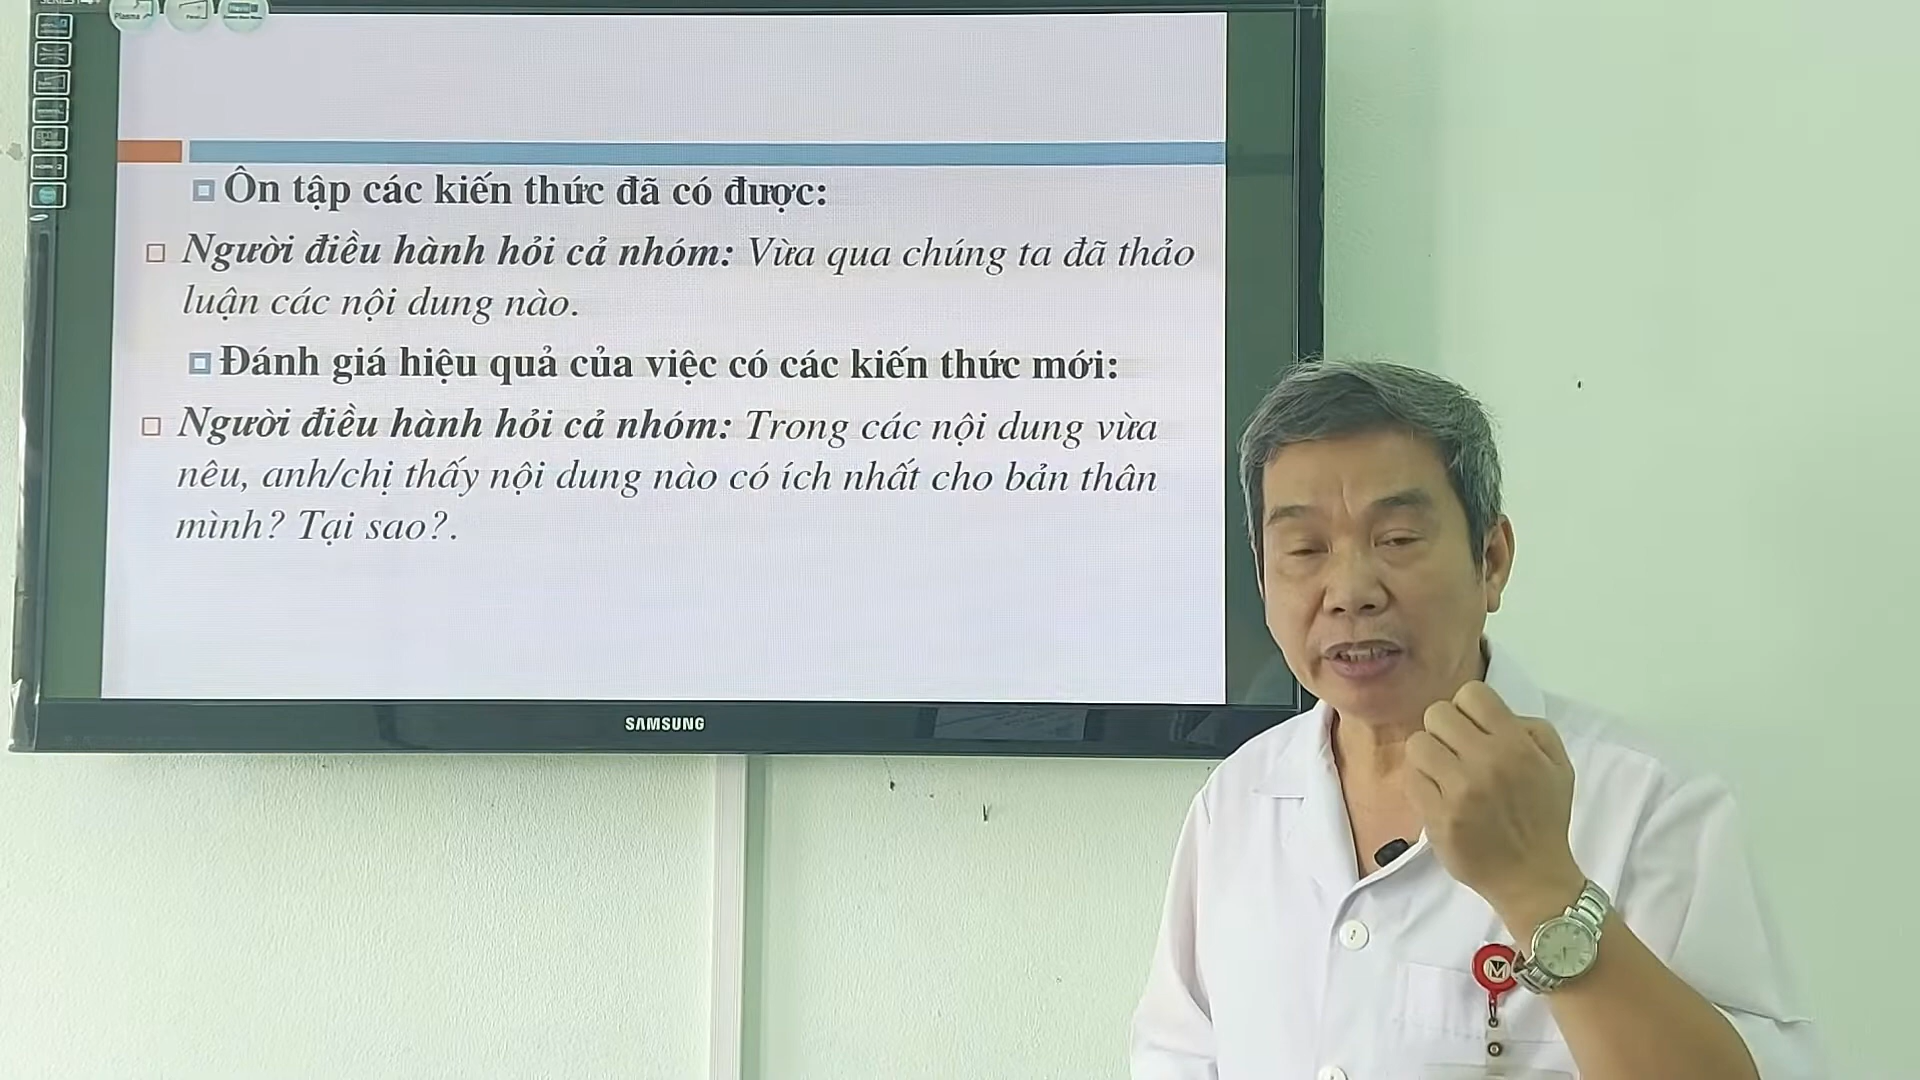 Plasma
Ôn tập các kiến thức đã có được:
Người điều hành hỏi cả nhóm: Vừa qua chúng ta đã thảo
luận các nội dung nào.
Đánh giá hiệu quả của việc có các kiến thức mới:
Người điều hành hỏi cả nhóm: Trong các nội dung vừa
nêu, anh/chị thấy nội dung nào có ích nhất cho bản thân
mình? Tại sao?.
SAMSUNG